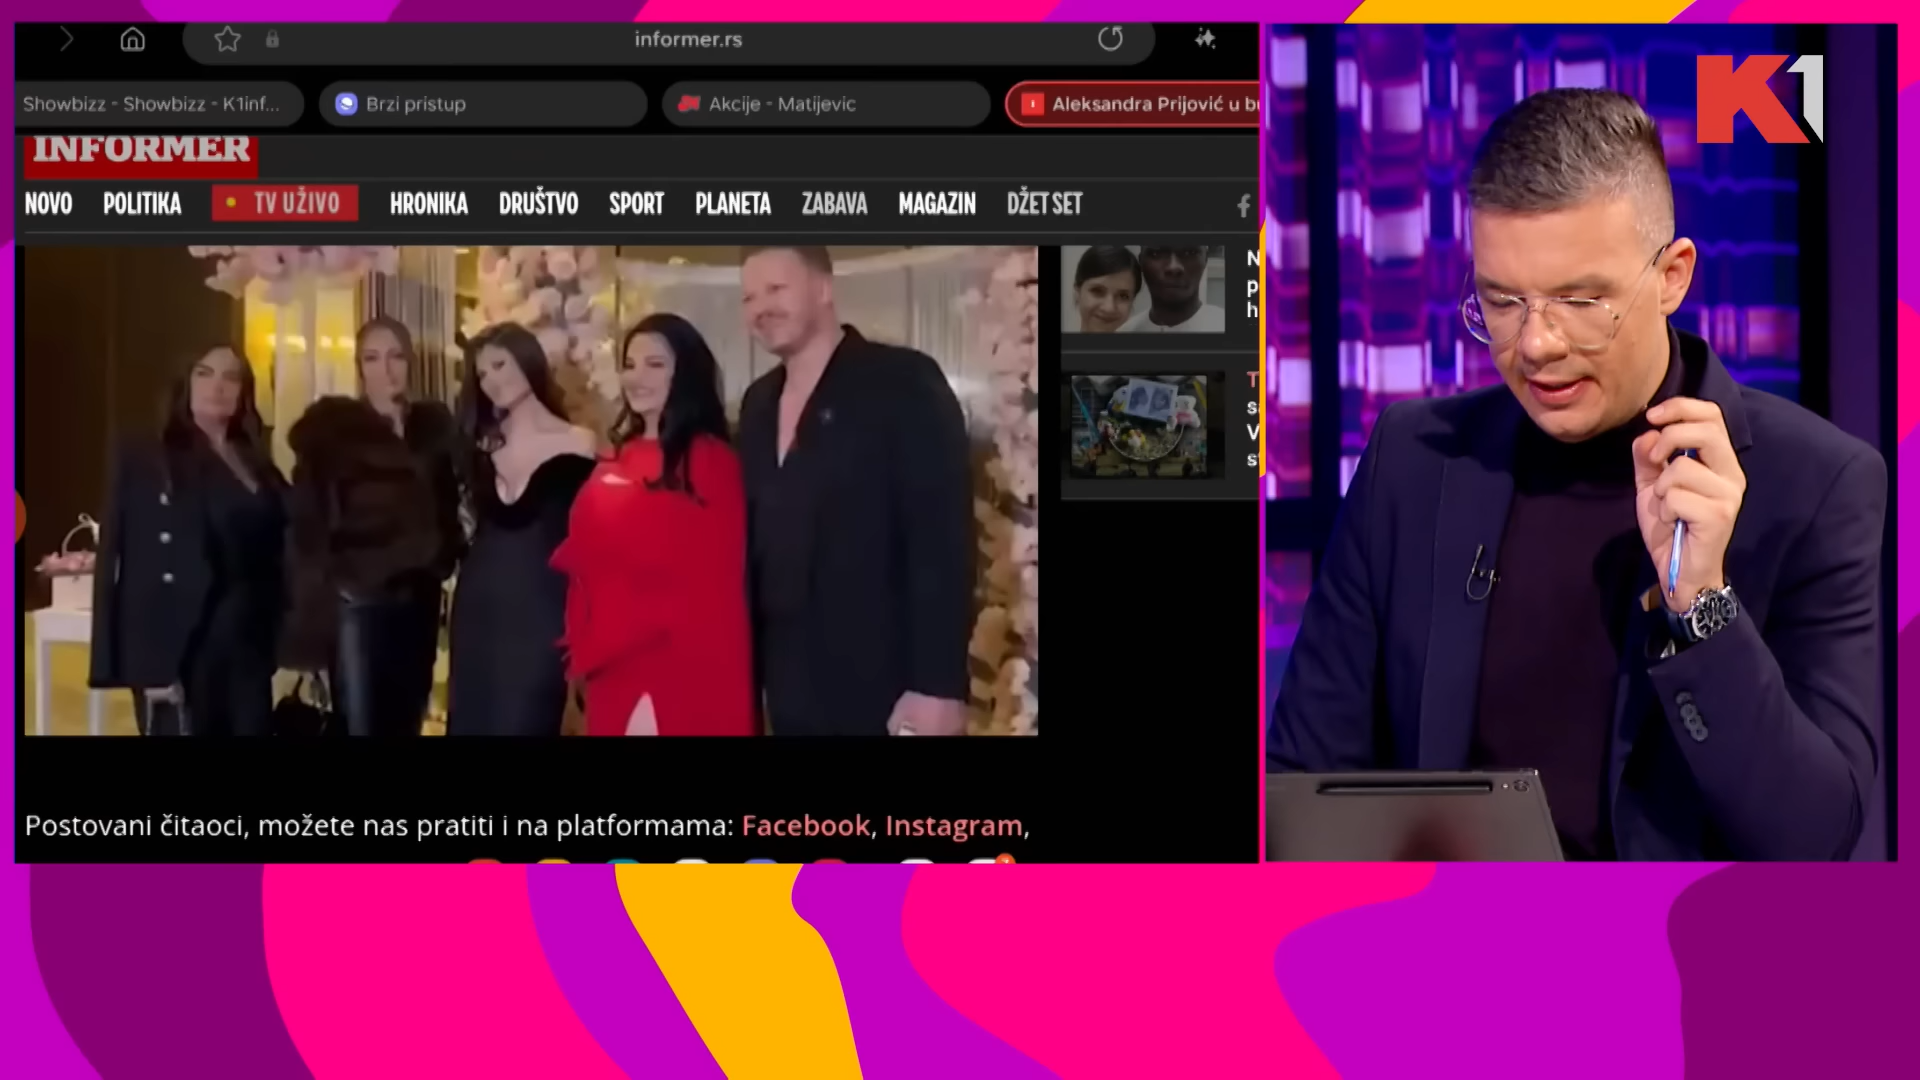 informer.rs
Showbizz - Showbizz - K1inf...
Brzi pristup
Akcije - Matijevic
Aleksandra Prijović u bu
INFORMER
NOVO POLITIKA TV UŽIVO HRONIKA DRUŠTVO SPORT PLANETA ZABAVA MAGAZIN DŽET SET
N
p
h
T
s
V
s
Postovani čitaoci, možete nas pratiti i na platformama: Facebook, Instagram,
K1